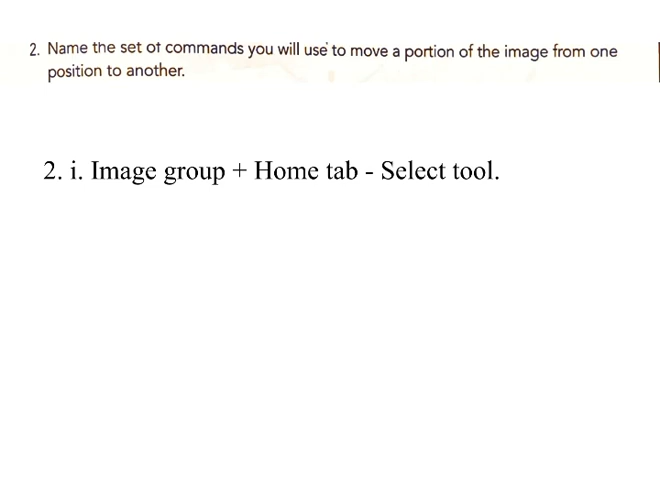 2. Name the set of commands you will use to move a portion of the image from one
position to another.
2. i. Image group + Home tab - Select tool.